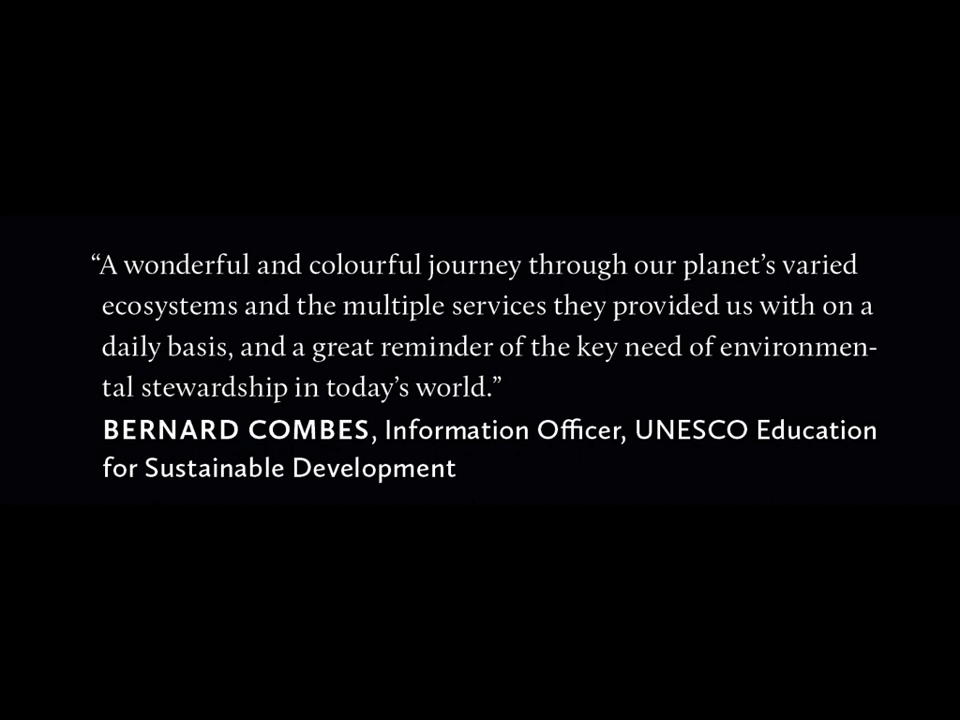 “A wonderful and colourful journey through our planet’s varied
ecosystems and the multiple services they provided us with on a
daily basis, and a great reminder of the key need of environmen-
tal stewardship in today’s world.”
BERNARD COMBES, Information Officer, UNESCO Education
for Sustainable Development